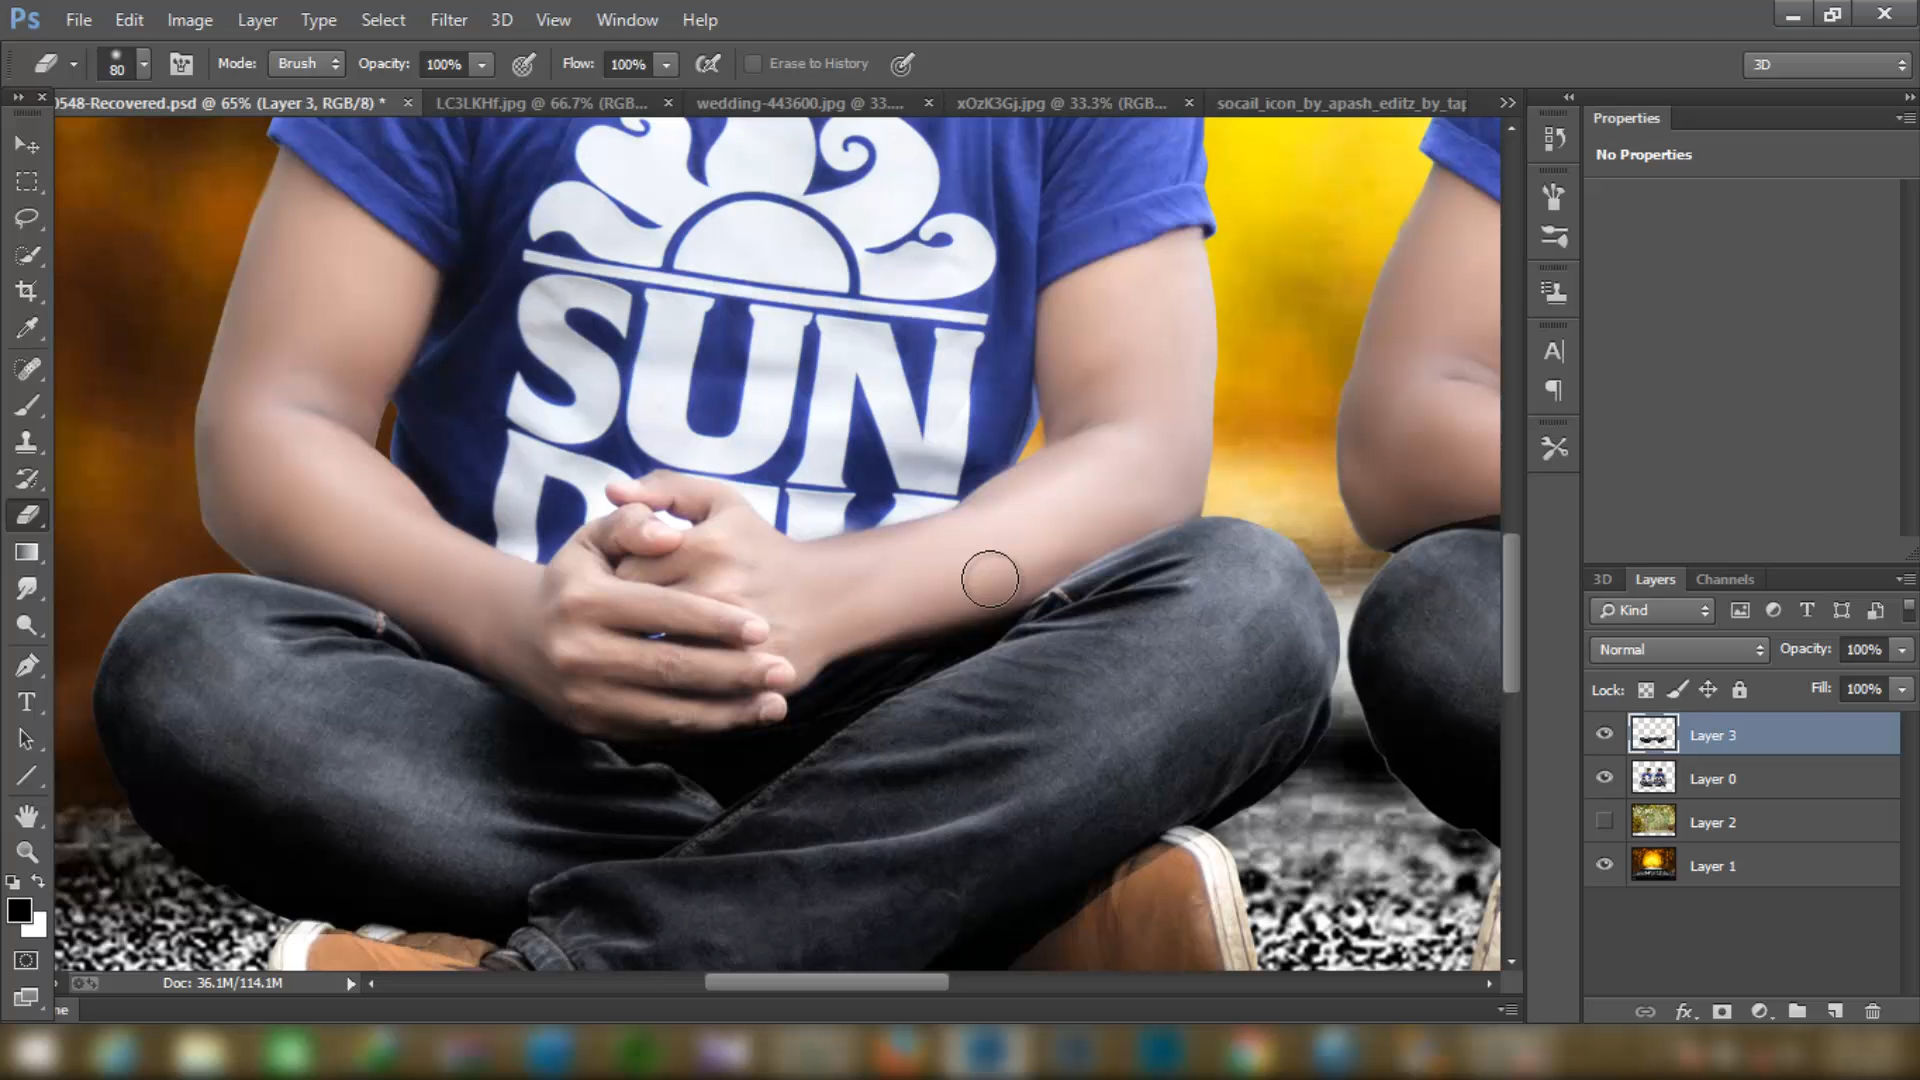 Ps File Edit Image Layer Type Select Filter 3D View Window Help
80 Mode: Brush Opacity: 100% Flow: 100% Erase to History 3D
0548-Recovered.psd @ 65% (Layer 3, RGB/8) * LC3LKHf.jpg @ 66.7% (RGB... wedding-443600.jpg @ 33.... xOzK3Gj.jpg @ 33.3% (RGB... socail_icon_by_apash_editz_by_tap
Properties
No Properties
SUN
3D Layers Channels
Kind
Normal Opacity: 100%
Lock: Fill: 100%
Layer 3
Layer 0
Layer 2
Layer 1
Doc: 36.1M/114.1M
ne